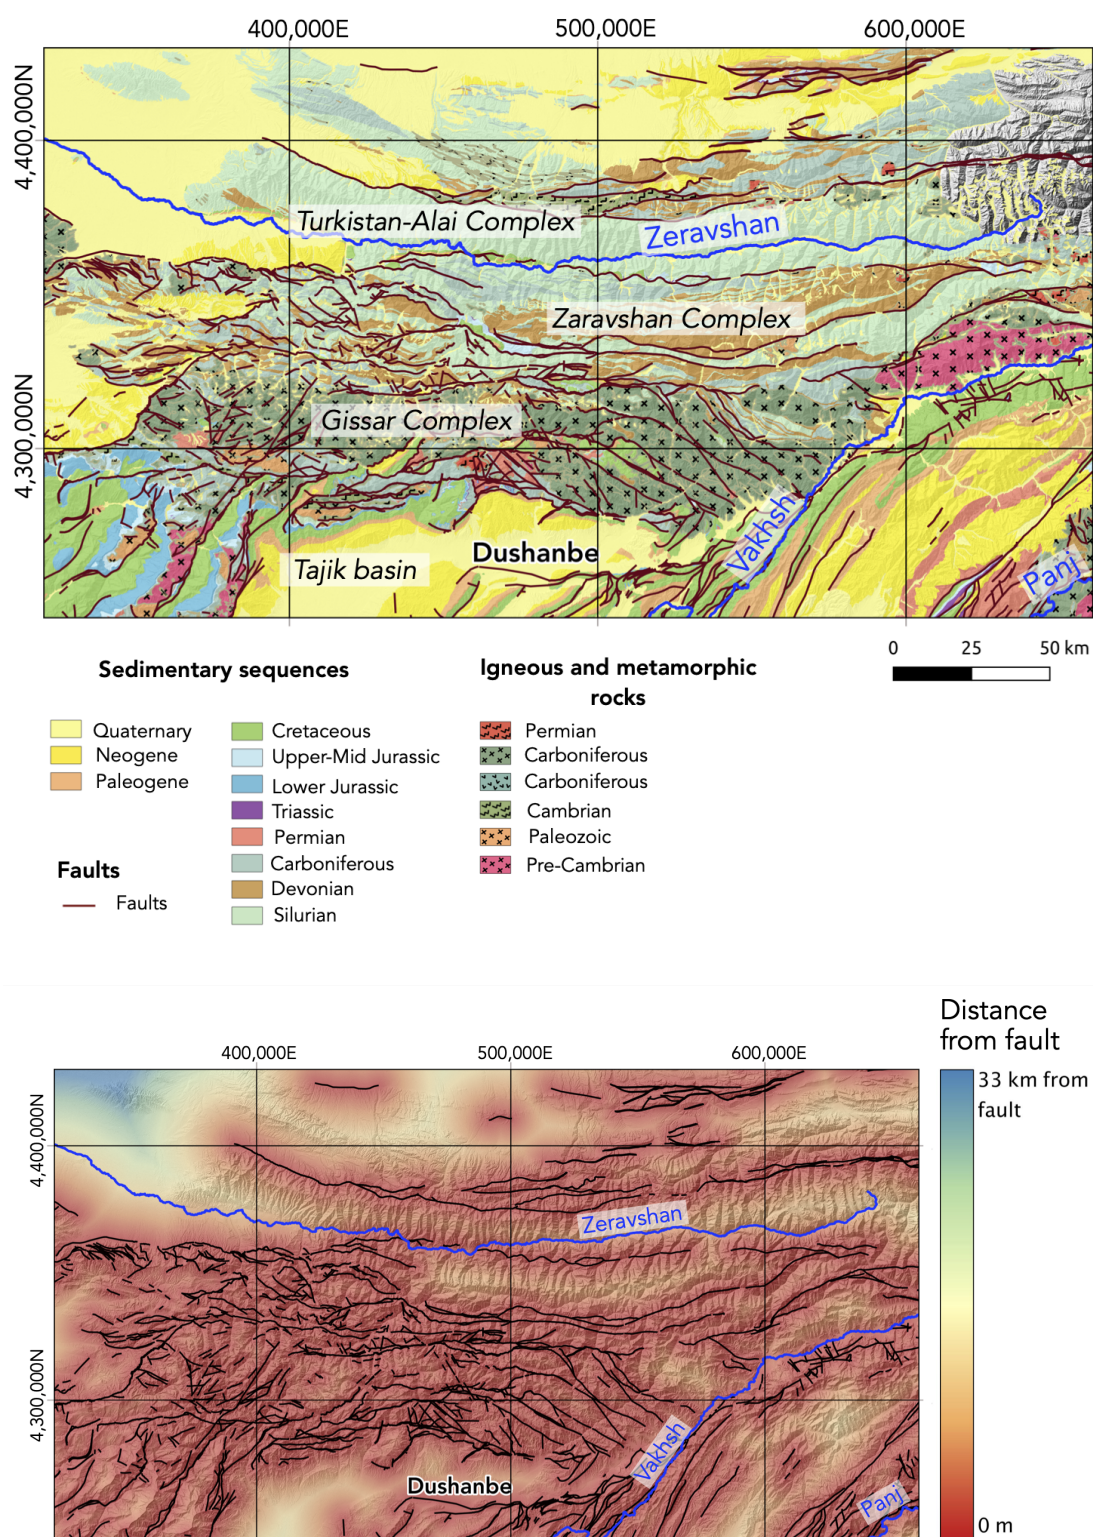 400,000E
500,000E
600,000E
4,400,000N
4,300,000N
Turkistan-Alai Complex
Zeravshan
Zaravshan Complex
Gissar Complex
Vakhsh
Dushanbe
Tajik basin
Panj
0 25 50 km
Sedimentary sequences
Quaternary
Neogene
Paleogene
Cretaceous
Upper-Mid Jurassic
Lower Jurassic
Triassic
Permian
Carboniferous
Devonian
Silurian
Igneous and metamorphic
rocks
Permian
Carboniferous
Carboniferous
Cambrian
Paleozoic
Pre-Cambrian
Faults
Faults
Distance
from fault
33 km from
fault
0 m
400,000E
500,000E
600,000E
4,400,000N
4,300,000N
Zeravshan
Vakhsh
Dushanbe
Panj